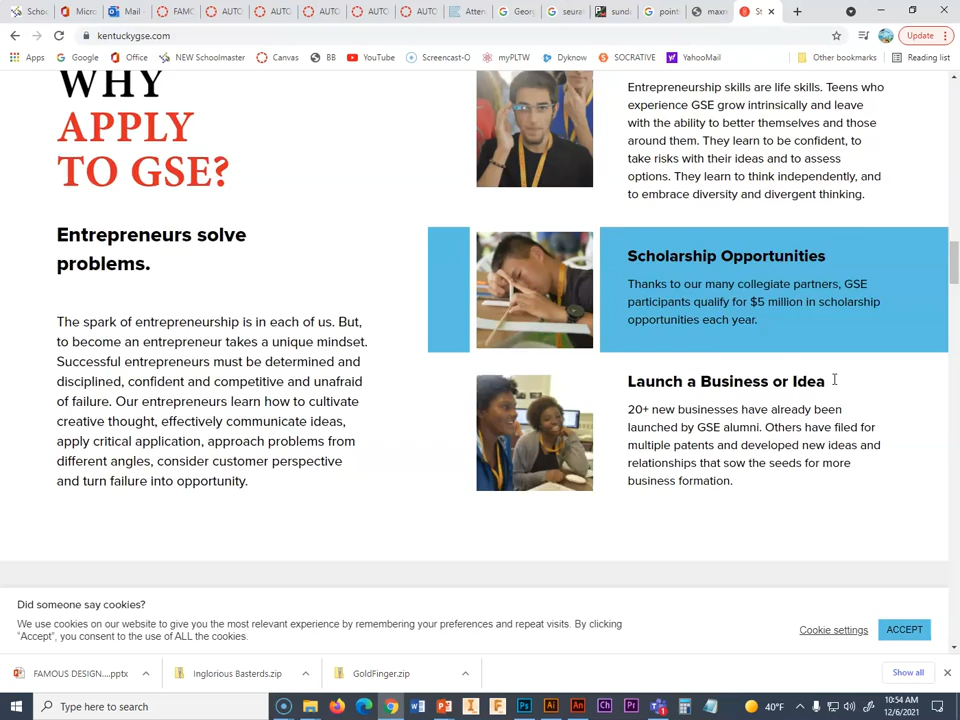 Scho
Micro
Mail -
FAMC
AUTO
AUTO
AUTO
AUTO
AUTO
Atten
Georg
seura
sunda
point
maxre
St
kentuckygse.com
Update
Apps
Google
Office
NEW Schoolmaster
Canvas
BB
YouTube
Screencast-O
myPLTW
Dyknow
SOCRATIVE
YahooMail
Other bookmarks
Reading list
WHY
APPLY
TO GSE?
Entrepreneurs solve
problems.
The spark of entrepreneurship is in each of us. But,
to become an entrepreneur takes a unique mindset.
Successful entrepreneurs must be determined and
disciplined, confident and competitive and unafraid
of failure. Our entrepreneurs learn how to cultivate
creative thought, effectively communicate ideas,
apply critical application, approach problems from
different angles, consider customer perspective
and turn failure into opportunity.
Entrepreneurship skills are life skills. Teens who
experience GSE grow intrinsically and leave
with the ability to better themselves and those
around them. They learn to be confident, to
take risks with their ideas and to assess
options. They learn to think independently, and
to embrace diversity and divergent thinking.
Scholarship Opportunities
Thanks to our many collegiate partners, GSE
participants qualify for $5 million in scholarship
opportunities each year.
Launch a Business or Idea
20+ new businesses have already been
launched by GSE alumni. Others have filed for
multiple patents and developed new ideas and
relationships that sow the seeds for more
business formation.
Did someone say cookies?
We use cookies on our website to give you the most relevant experience by remembering your preferences and repeat visits. By clicking
"Accept", you consent to the use of ALL the cookies.
Cookie settings
ACCEPT
FAMOUS DESIGN....pptx
Inglorious Basterds.zip
GoldFinger.zip
Show all
Type here to search
40°F
10:54 AM
12/6/2021